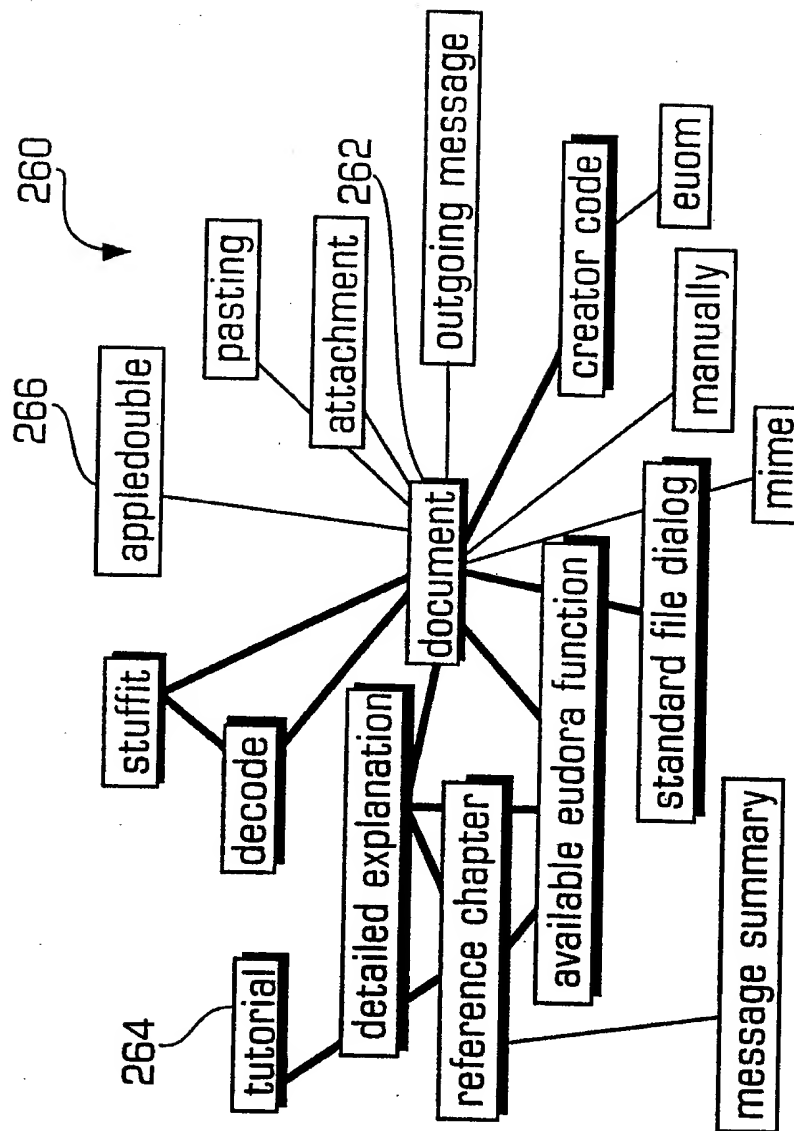 260
266
appledouble
pasting
attachment
262
stuffit
decode
document
outgoing message
264
tutorial
detailed explanation
reference chapter
available eudora function
creator code
euom
manually
standard file dialog
mime
message summary